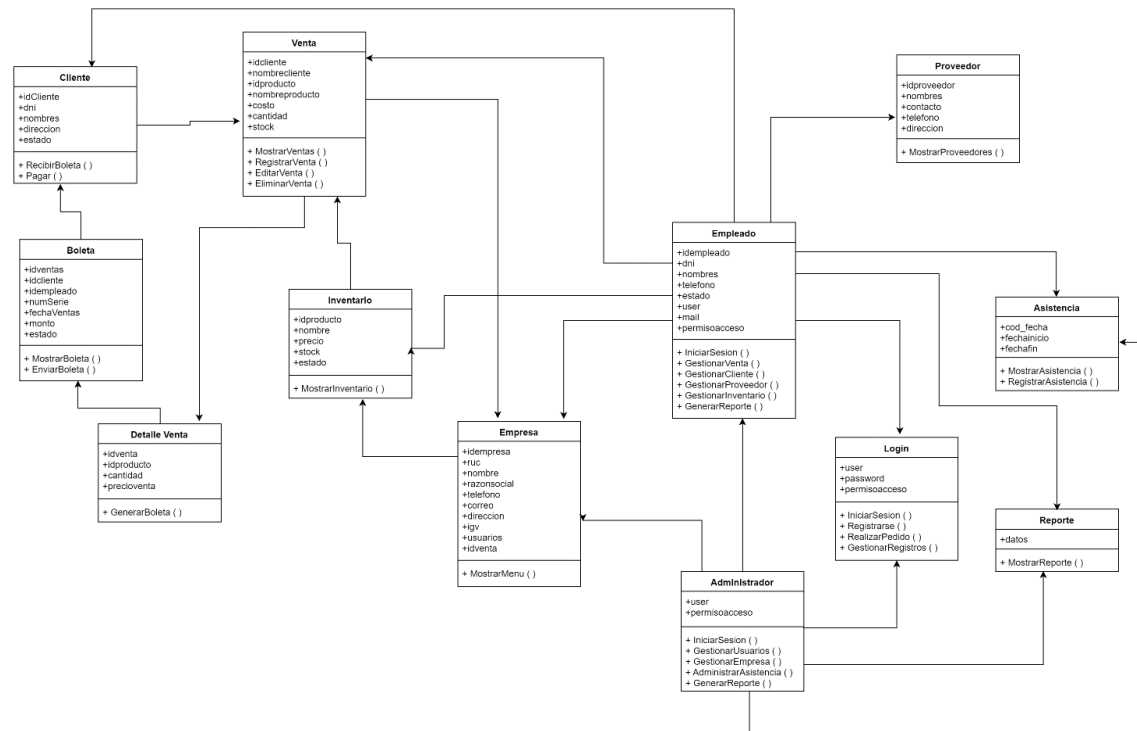 Venta
+idcliente
+nombrecliente
+idproducto
+nombreproducto
+costo
+cantidad
+stock
+ MostrarVentas ( )
+ RegistrarVenta ( )
+ EditarVenta ( )
+ EliminarVenta ( )
Cliente
+idCliente
+dni
+nombres
+direccion
+estado
+ RecibirBoleta ( )
+ Pagar ( )
Proveedor
+idproveedor
+nombres
+contacto
+telefono
+direccion
+ MostrarProveedores ( )
Boleta
+idventas
+idcliente
+idempleado
+numSerie
+fechaVentas
+monto
+estado
+ MostrarBoleta ( )
+ EnviarBoleta ( )
Inventario
+idproducto
+nombre
+precio
+stock
+estado
+ MostrarInventario ( )
Empleado
+idempleado
+dni
+nombres
+telefono
+estado
+user
+mail
+permisoacceso
+ IniciarSesion ( )
+ GestionarVenta ( )
+ GestionarCliente ( )
+ GestionarProveedor ( )
+ GestionarInventario ( )
+ GenerarReporte ( )
Asistencia
+cod_fecha
+fechainicio
+fechafin
+ MostrarAsistencia ( )
+ RegistrarAsistencia ( )
Detalle Venta
+idventa
+idproducto
+cantidad
+precioventa
+ GenerarBoleta ( )
Empresa
+idempresa
+ruc
+nombre
+razonsocial
+telefono
+correo
+direccion
+igv
+usuarios
+idventa
+ MostrarMenu ( )
Login
+user
+password
+permisoacceso
+ IniciarSesion ( )
+ Registrarse ( )
+ RealizarPedido ( )
+ GestionarRegistros ( )
Reporte
+datos
+ MostrarReporte ( )
Administrador
+user
+permisoacceso
+ IniciarSesion ( )
+ GestionarUsuarios ( )
+ GestionarEmpresa ( )
+ AdministrarAsistencia ( )
+ GenerarReporte ( )